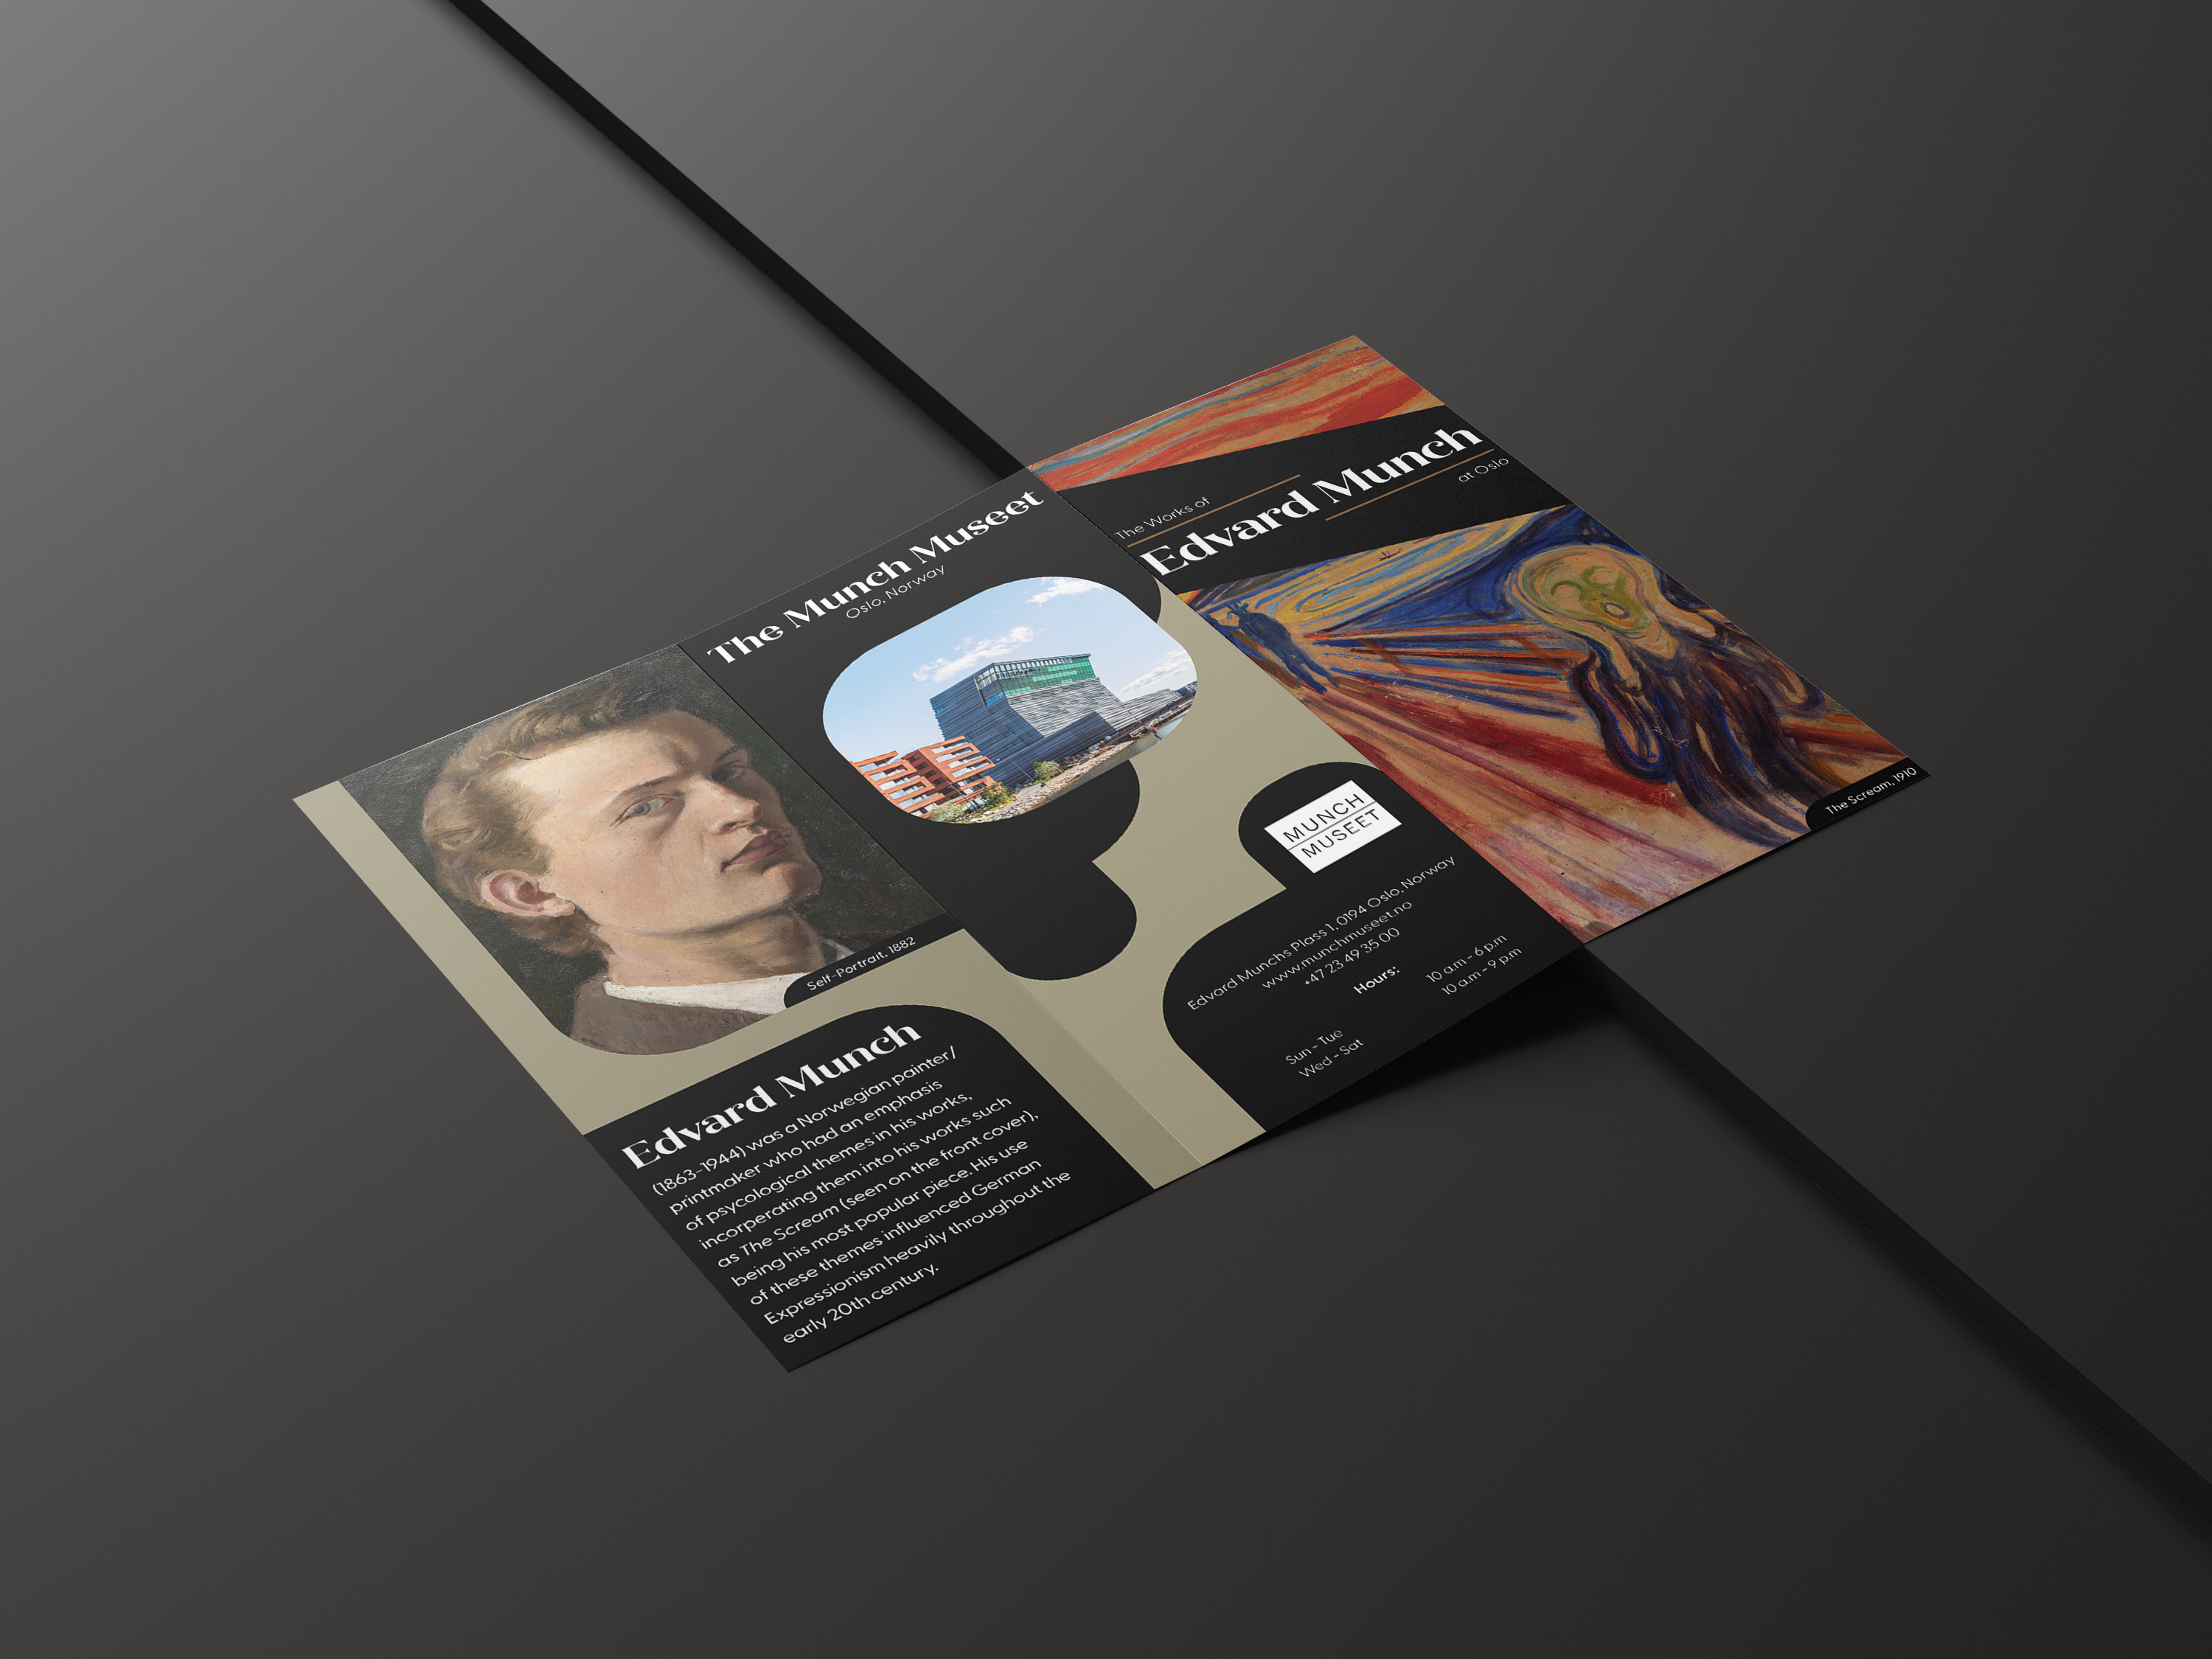 Self-Portrait, 1882
Edvard Munch
(1863-1944) was a Norwegian painter/
printmaker who had an emphasis
of psycological themes in his works,
incorperating them into his works such
as The Scream (seen on the front cover),
being his most popular piece. His use
of these themes influenced German
Expressionism heavily throughout the
early 20th century.
The Munch Museet
Oslo, Norway
MUNCH
MUSEET
Edvard Munchs Plass 1, 0194 Oslo, Norway
www.munchmuseet.no
+47 23 49 35 00
Hours:
Sun - Tue 10 a.m - 6 p.m
Wed - Sat 10 a.m - 9 p.m
The Works of
Edvard Munch
at Oslo
The Scream, 1910